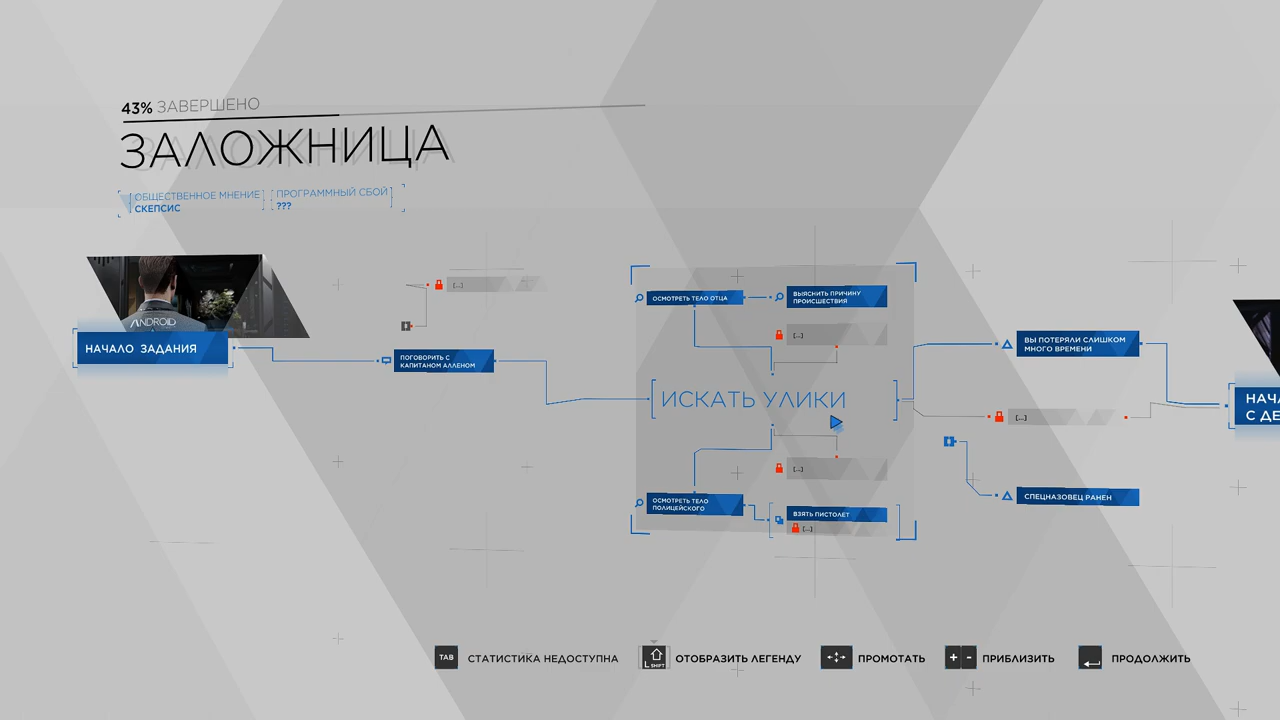 43% ЗАВЕРШЕНО
ЗАЛОЖНИЦА
ОБЩЕСТВЕННОЕ МНЕНИЕ
СКЕПСИС
ПРОГРАММНЫЙ СБОЙ
???
ANDROID
НАЧАЛО ЗАДАНИЯ
[...]
ПОГОВОРИТЬ С
КАПИТАНОМ АЛЛЕНОМ
ОСМОТРЕТЬ ТЕЛО ОТЦА
ВЫЯСНИТЬ ПРИЧИНУ
ПРОИСШЕСТВИЯ
[...]
ИСКАТЬ УЛИКИ
[...]
ОСМОТРЕТЬ ТЕЛО
ПОЛИЦЕЙСКОГО
ВЗЯТЬ ПИСТОЛЕТ
[...]
ВЫ ПОТЕРЯЛИ СЛИШКОМ
МНОГО ВРЕМЕНИ
[...]
СПЕЦНАЗОВЕЦ РАНЕН
НАЧА
С ДЕ
TAB СТАТИСТИКА НЕДОСТУПНА
L SHIFT ОТОБРАЗИТЬ ЛЕГЕНДУ
ПРОМОТАТЬ
+ - ПРИБЛИЗИТЬ
ПРОДОЛЖИТЬ